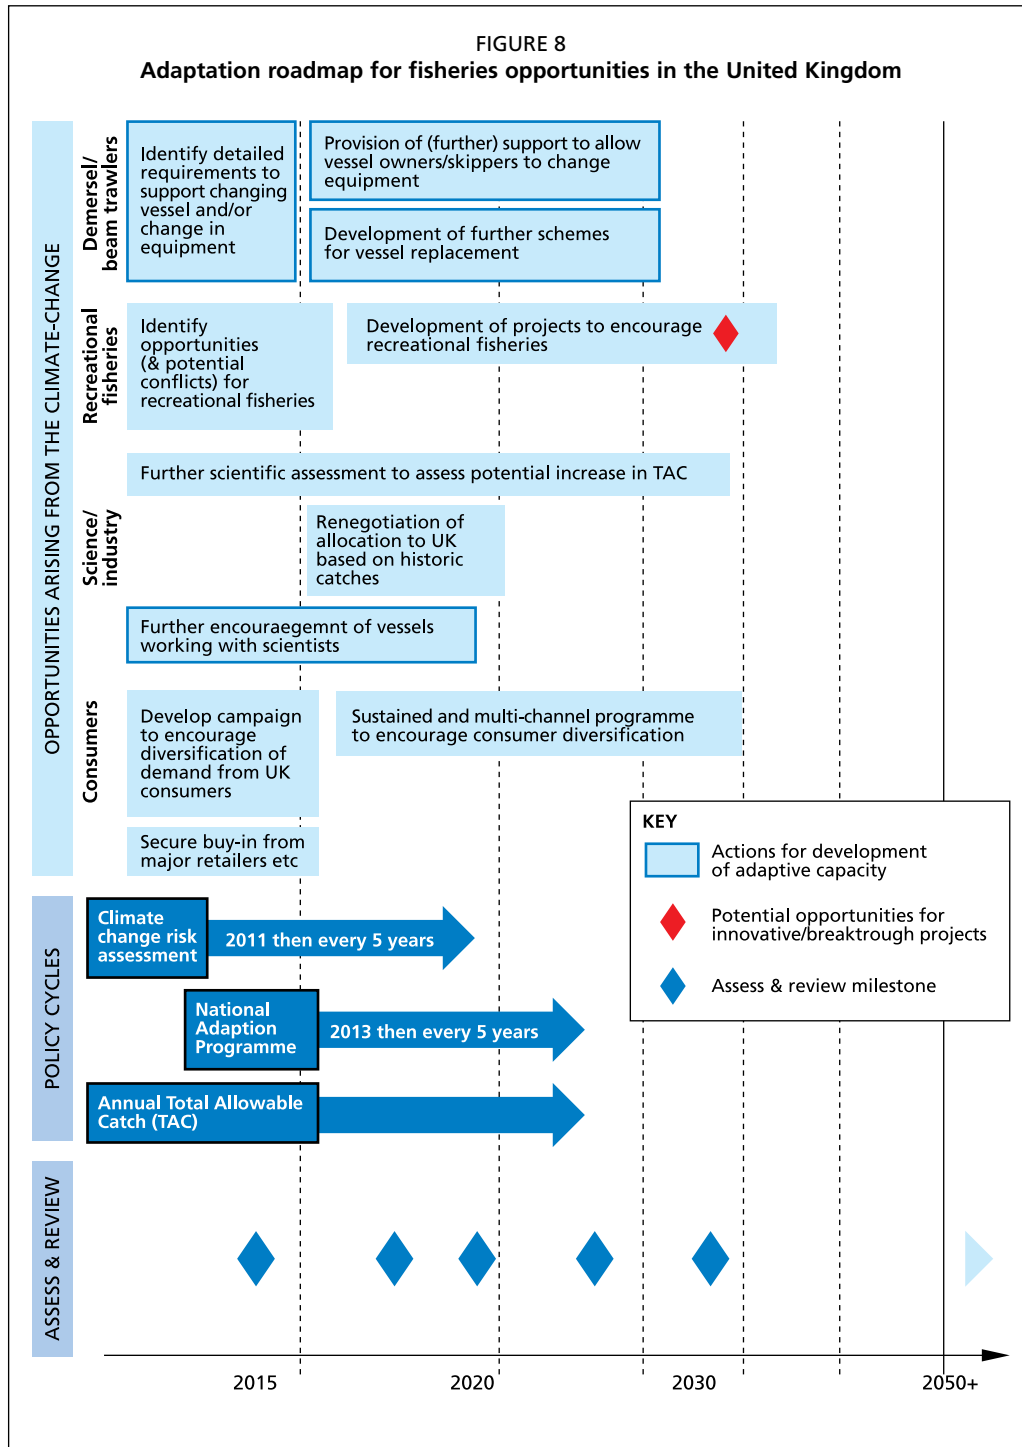 FIGURE 8
Adaptation roadmap for fisheries opportunities in the United Kingdom
OPPORTUNITIES ARISING FROM THE CLIMATE-CHANGE
Demersel/
beam trawlers
Identify detailed
requirements to
support changing
vessel and/or
change in
equipment
Provision of (further) support to allow
vessel owners/skippers to change
equipment
Development of further schemes
for vessel replacement
Recreational
fisheries
Identify
opportunities
(& potential
conflicts) for
recreational fisheries
Development of projects to encourage
recreational fisheries
Science/
industry
Further scientific assessment to assess potential increase in TAC
Renegotiation of
allocation to UK
based on historic
catches
Further encouraegemnt of vessels
working with scientists
Consumers
Develop campaign
to encourage
diversification of
demand from UK
consumers
Sustained and multi-channel programme
to encourage consumer diversification
Secure buy-in from
major retailers etc
KEY
Actions for development
of adaptive capacity
Potential opportunities for
innovative/breaktrough projects
Assess & review milestone
POLICY CYCLES
Climate
change risk
assessment
2011 then every 5 years
National
Adaption
Programme
2013 then every 5 years
Annual Total Allowable
Catch (TAC)
ASSESS & REVIEW
2015
2020
2030
2050+